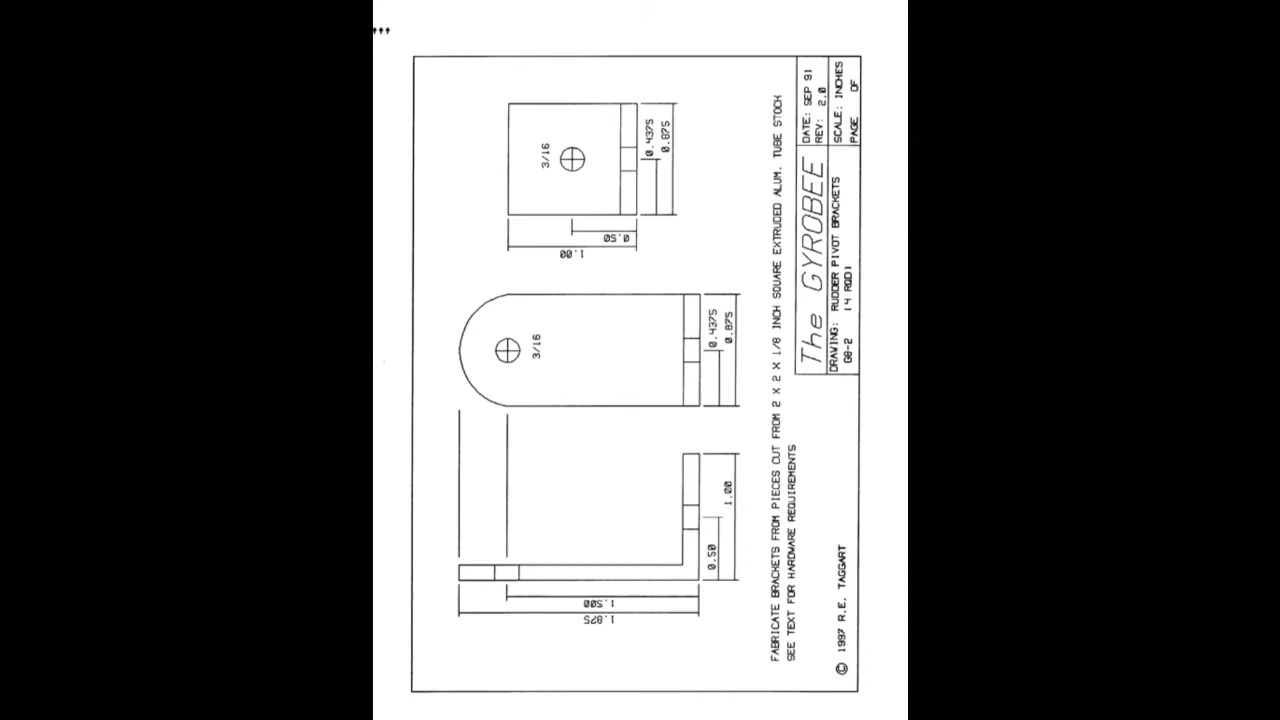 3/16
0.4375
0.875
0.50
1.00
3/16
0.4375
0.875
1.00
0.50
1.500
1.875
FABRICATE BRACKETS FROM PIECES CUT FROM 2 X 2 X 1/8 INCH SQUARE EXTRUDED ALUM. TUBE STOCK
SEE TEXT FOR HARDWARE REQUIREMENTS
The GYROBEE
DATE: SEP 91
REV: 2.0
DRAWING: RUDDER PIVOT BRACKETS
GB-2 (4 RQD)
SCALE: INCHES
PAGE OF
© 1997 R.E. TAGGART